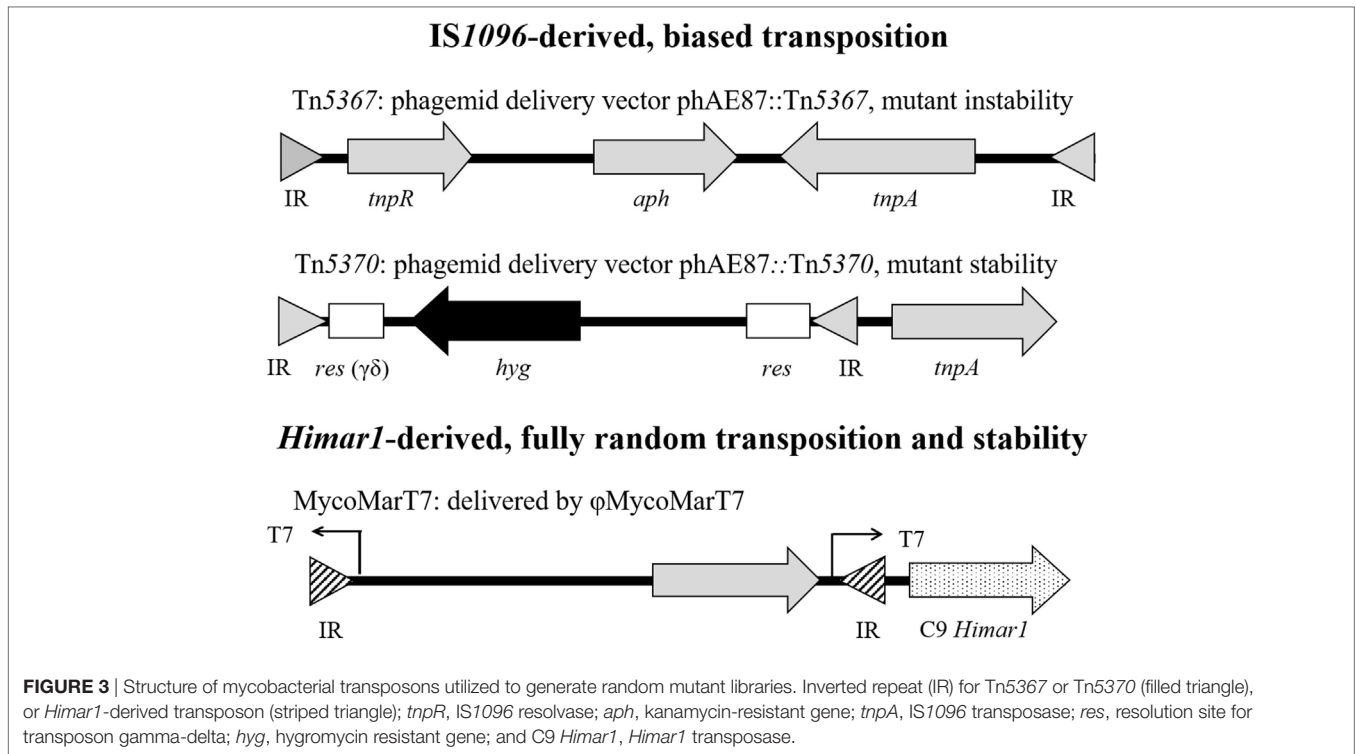 IS1096-derived, biased transposition
Tn5367: phagemid delivery vector phAE87::Tn5367, mutant instability
IR tnpR aph tnpA IR
Tn5370: phagemid delivery vector phAE87::Tn5370, mutant stability
IR res (γδ) hyg res IR tnpA
Himar1-derived, fully random transposition and stability
MycoMarT7: delivered by φMycoMarT7
T7 T7
IR IR C9 Himar1
FIGURE 3 | Structure of mycobacterial transposons utilized to generate random mutant libraries. Inverted repeat (IR) for Tn5367 or Tn5370 (filled triangle),
or Himar1-derived transposon (striped triangle); tnpR, IS1096 resolvase; aph, kanamycin-resistant gene; tnpA, IS1096 transposase; res, resolution site for
transposon gamma-delta; hyg, hygromycin resistant gene; and C9 Himar1, Himar1 transposase.